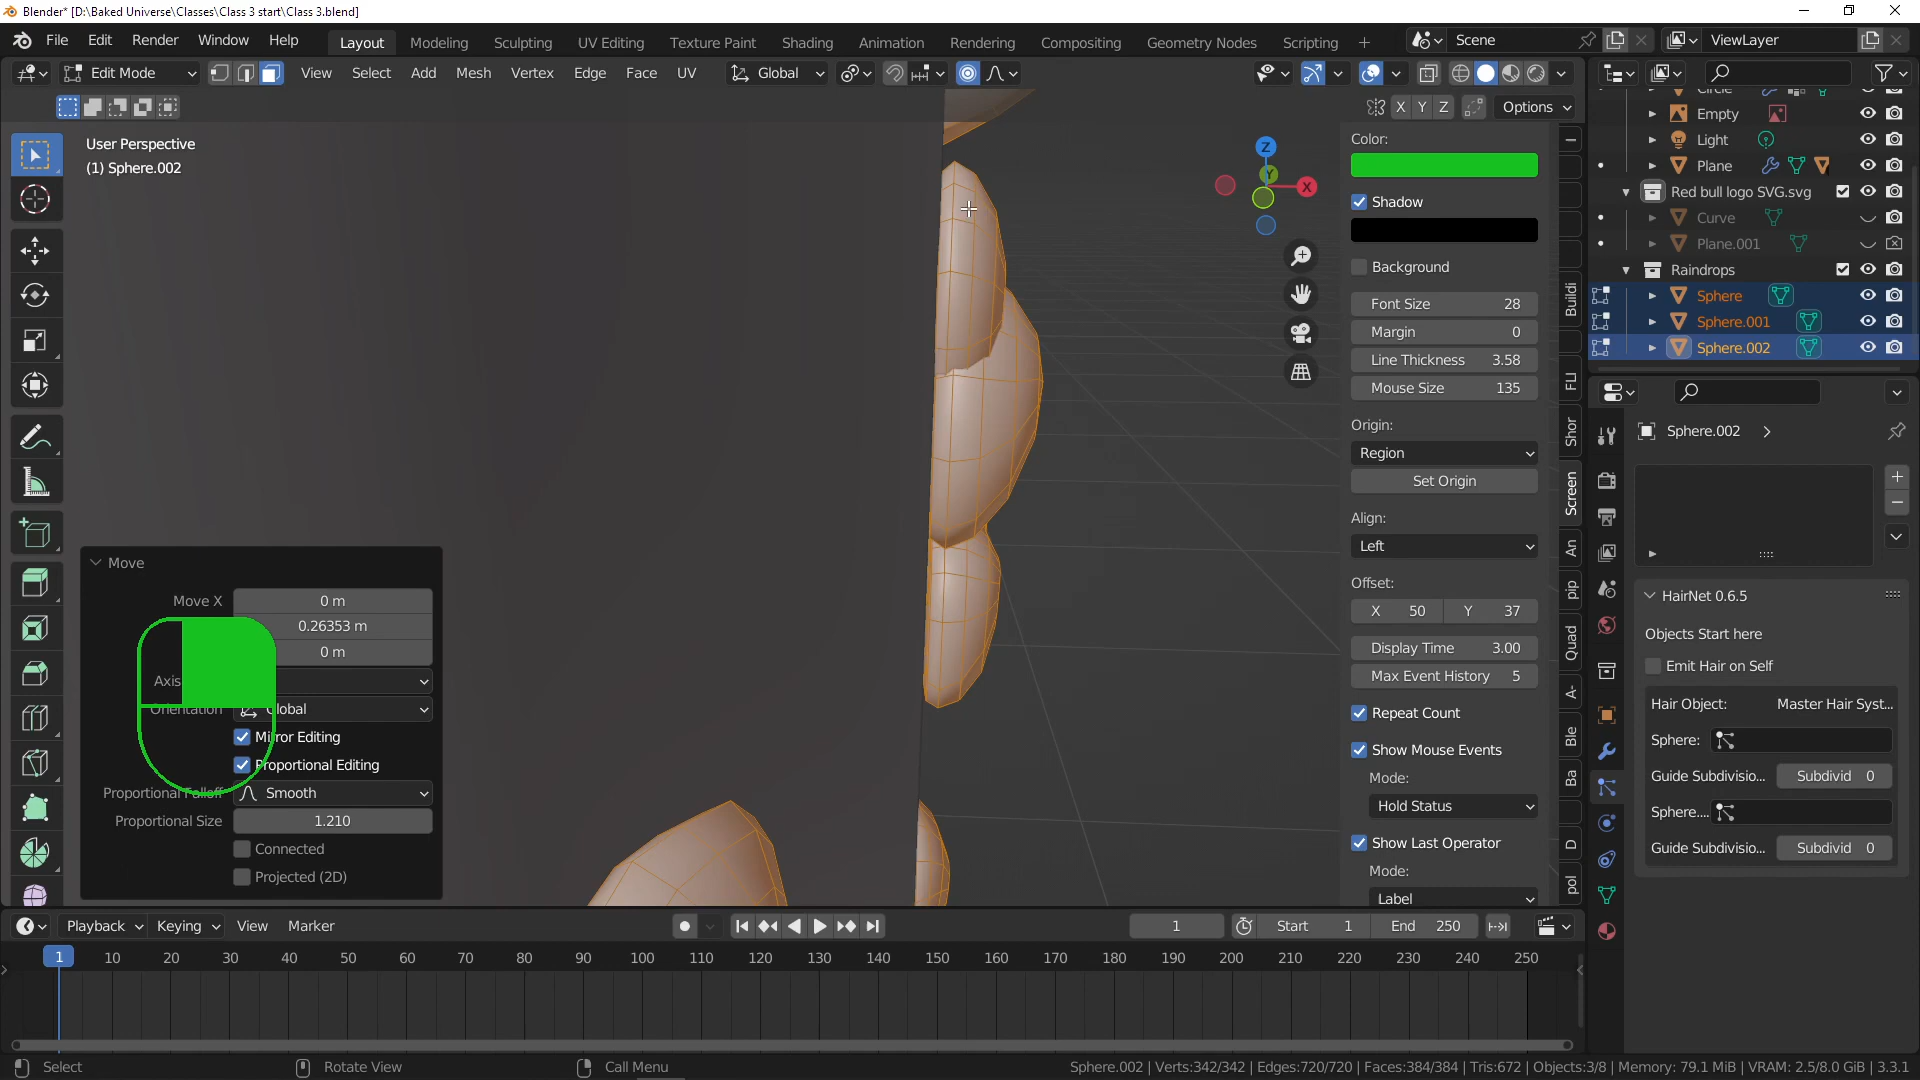 Blender* [D:\Baked Universe\Classes\Class 3 start\Class 3.blend]
File Edit Render Window Help Layout Modeling Sculpting UV Editing Texture Paint Shading Animation Rendering Compositing Geometry Nodes Scripting + Scene ViewLayer
Edit Mode View Select Add Mesh Vertex Edge Face UV Global
X Y Z Options
User Perspective
(1) Sphere.002
Z
Y
X
Move
Move X 0 m
0.26353 m
0 m
Axis
Orientation Global
Mirror Editing
Proportional Editing
Proportional Falloff Smooth
Proportional Size 1.210
Connected
Projected (2D)
Color:
Shadow
Background
Font Size 28
Margin 0
Line Thickness 3.58
Mouse Size 135
Origin:
Region
Set Origin
Align:
Left
Offset:
X 50 Y 37
Display Time 3.00
Max Event History 5
Repeat Count
Show Mouse Events
Mode:
Hold Status
Show Last Operator
Mode:
Label
Buildi
FLI
Shor
Screen
An
pip
Quad
A-
Ble
Ba
D
pol
Circle
Empty
Light
Plane
Red bull logo SVG.svg
Curve
Plane.001
Raindrops
Sphere
Sphere.001
Sphere.002
Sphere.002
HairNet 0.6.5
Objects Start here
Emit Hair on Self
Hair Object: Master Hair Syst...
Sphere:
Guide Subdivisio... Subdivid 0
Sphere....
Guide Subdivisio... Subdivid 0
Playback Keying View Marker 1 Start 1 End 250
1 10 20 30 40 50 60 70 80 90 100 110 120 130 140 150 160 170 180 190 200 210 220 230 240 250
Select Rotate View Call Menu Sphere.002 | Verts:342/342 | Edges:720/720 | Faces:384/384 | Tris:672 | Objects:3/8 | Memory: 79.1 MiB | VRAM: 2.5/8.0 GiB | 3.3.1